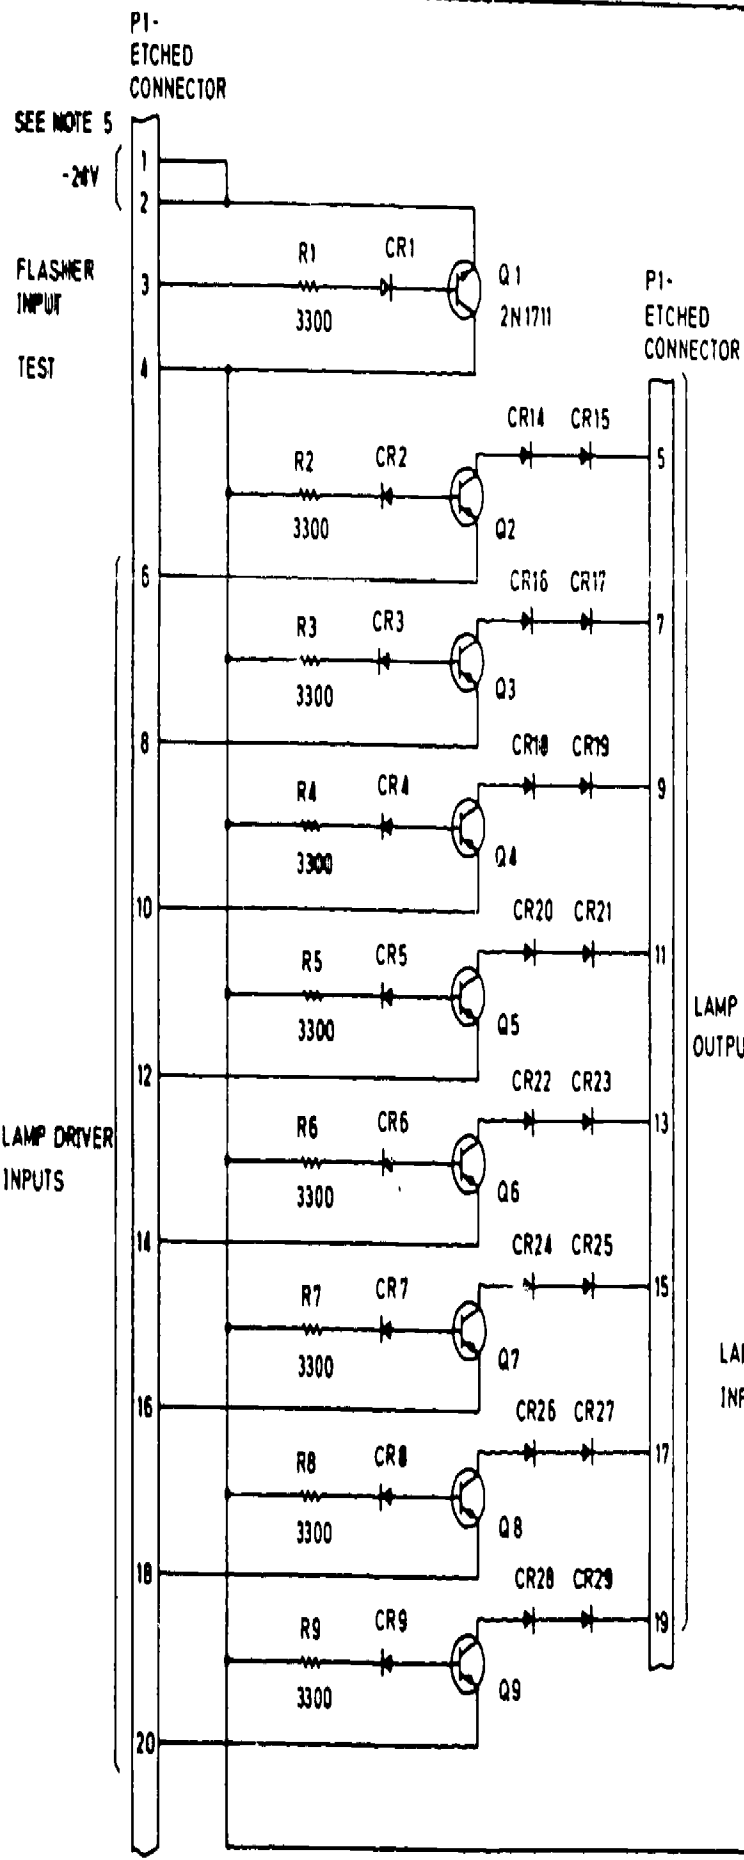 P1-
ETCHED
CONNECTOR
SEE NOTE 5
1
2
FLASHER
INPUT
3
R1
3300
CR1
Q1
2N1711
TEST
4
P1-
ETCHED
CONNECTOR
R2
3300
CR2
Q2
CR14
CR15
5
6
R3
3300
CR3
Q3
CR16
CR17
7
8
R4
3300
CR4
Q4
CR18
CR19
9
10
R5
3300
CR5
Q5
CR20
CR21
11
12
LAMP
LAMP DRIVER
INPUTS
R6
3300
CR6
Q6
CR22
CR23
13
14
R7
3300
CR7
Q7
CR24
CR25
15
16
R8
3300
CR8
Q8
CR26
CR27
17
18
R9
3300
CR9
Q9
CR28
CR29
19
20